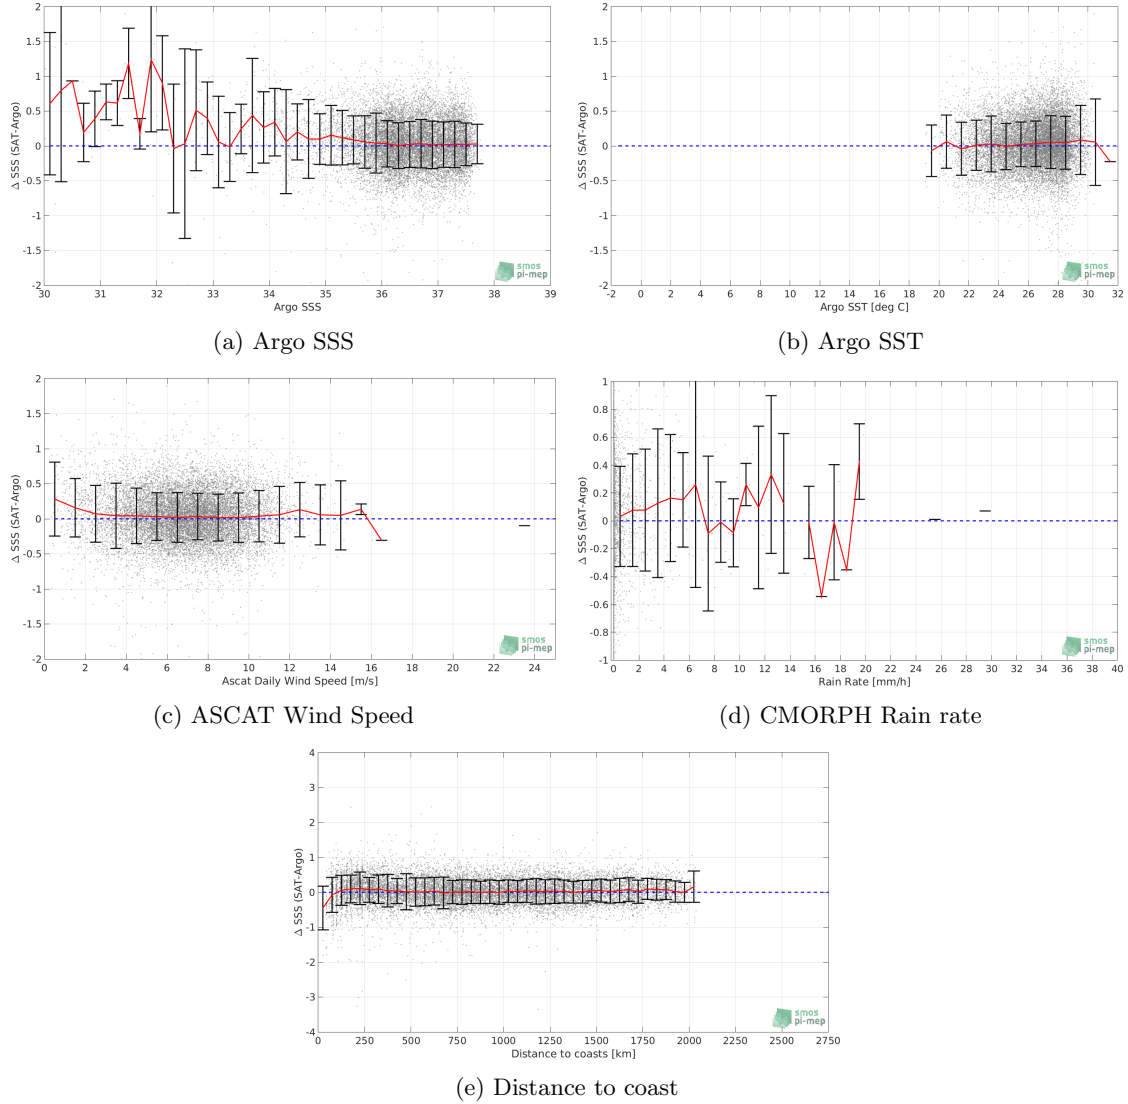 2
1.5
1
0.5
0
-0.5
-1
-1.5
-2
Δ SSS (SAT-Argo)
30 31 32 33 34 35 36 37 38 39
Argo SSS
smos
pi-mep
(a) Argo SSS
2
1.5
1
0.5
0
-0.5
-1
-1.5
-2
Δ SSS (SAT-Argo)
-2 0 2 4 6 8 10 12 14 16 18 20 22 24 26 28 30 32
Argo SST [deg C]
smos
pi-mep
(b) Argo SST
2
1.5
1
0.5
0
-0.5
-1
-1.5
-2
Δ SSS (SAT-Argo)
0 2 4 6 8 10 12 14 16 18 20 22 24
Ascat Daily Wind Speed [m/s]
smos
pi-mep
(c) ASCAT Wind Speed
1
0.8
0.6
0.4
0.2
0
-0.2
-0.4
-0.6
-0.8
-1
Δ SSS (SAT-Argo)
0 2 4 6 8 10 12 14 16 18 20 22 24 26 28 30 32 34 36 38 40
Rain Rate [mm/h]
smos
pi-mep
(d) CMORPH Rain rate
4
3
2
1
0
-1
-2
-3
-4
Δ SSS (SAT-Argo)
0 250 500 750 1000 1250 1500 1750 2000 2250 2500 2750
Distance to coasts [km]
smos
pi-mep
(e) Distance to coast